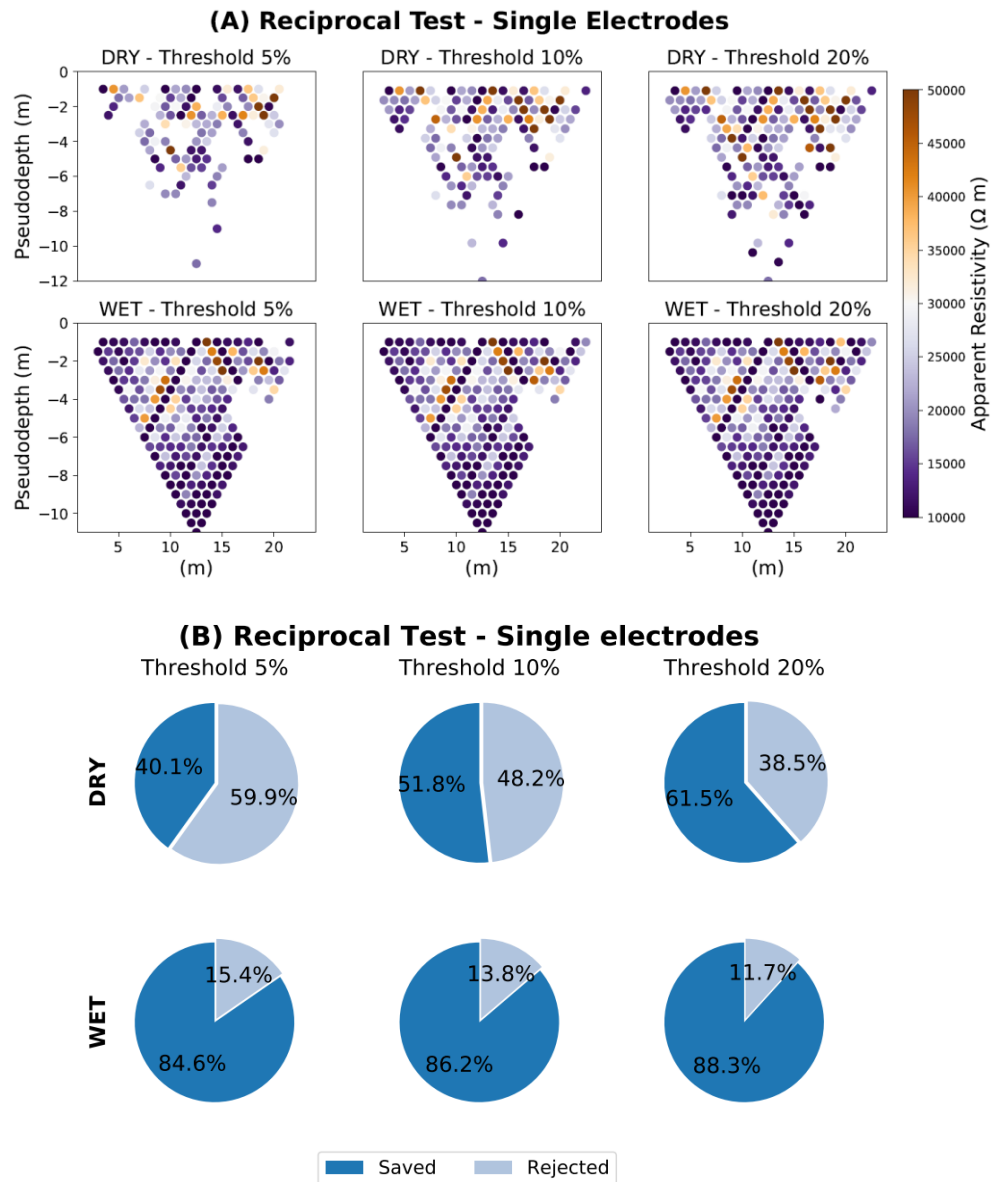 (A) Reciprocal Test - Single Electrodes
DRY - Threshold 5%
DRY - Threshold 10%
DRY - Threshold 20%
0
−2
−4
−6
−8
−10
−12
Pseudodepth (m)
WET - Threshold 5%
WET - Threshold 10%
WET - Threshold 20%
0
−2
−4
−6
−8
−10
Pseudodepth (m)
5 10 15 20
(m)
5 10 15 20
(m)
5 10 15 20
(m)
50000
45000
40000
35000
30000
25000
20000
15000
10000
Apparent Resistivity (Ω m)
(B) Reciprocal Test - Single electrodes
Threshold 5%
Threshold 10%
Threshold 20%
DRY
40.1%
59.9%
51.8%
48.2%
61.5%
38.5%
WET
15.4%
84.6%
13.8%
86.2%
11.7%
88.3%
Saved
Rejected